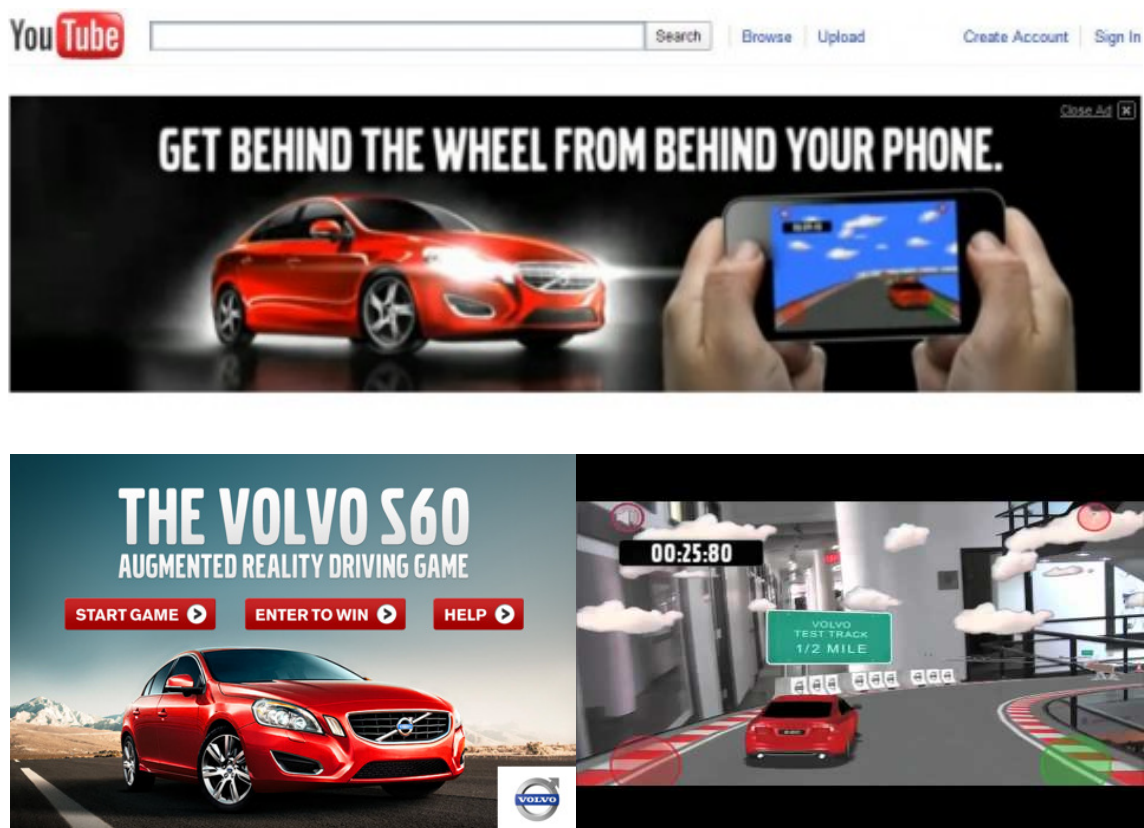 You Tube
Search
Browse
Upload
Create Account
Sign In
Close Ad X
GET BEHIND THE WHEEL FROM BEHIND YOUR PHONE.
THE VOLVO S60
AUGMENTED REALITY DRIVING GAME
START GAME
ENTER TO WIN
HELP
VOLVO
00:25:80
VOLVO
TEST TRACK
1/2 MILE